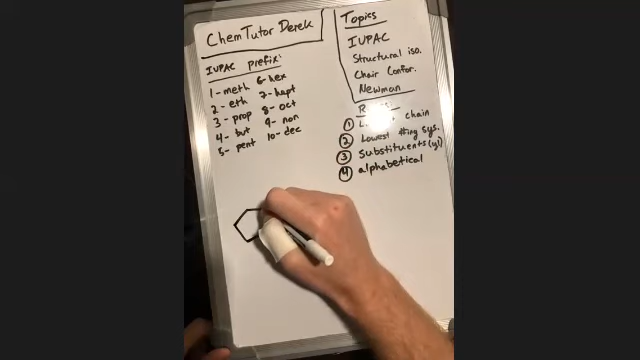 ChemTutor Derek
IUPAC prefix:
1-meth
2-eth
3-prop
4-but
5-pent
6-hex
7-hapt
8-oct
9-non
10-dec
Topics
IUPAC
Structural iso.
Chair Confor.
Newman
① chain
② Lowest #ing sys.
③ substituents (yl)
④ alphabetical